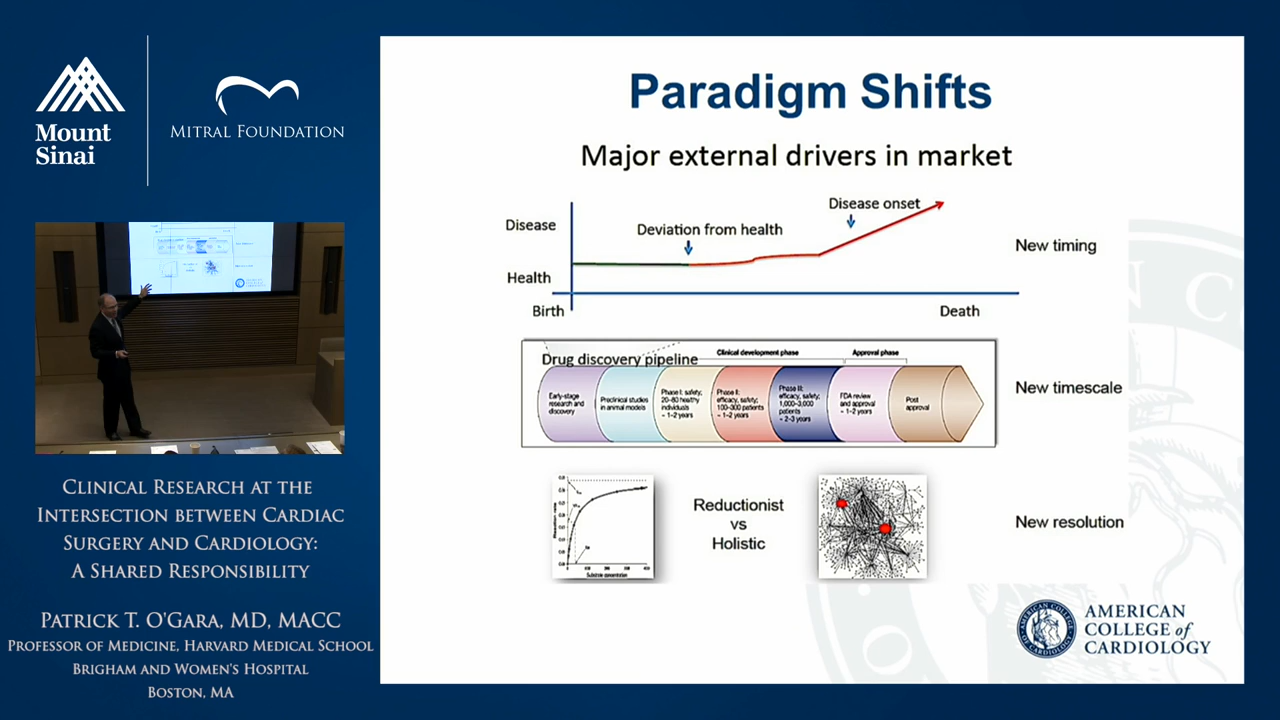 Mount
Sinai
MITRAL FOUNDATION
CLINICAL RESEARCH AT THE
INTERSECTION BETWEEN CARDIAC
SURGERY AND CARDIOLOGY:
A SHARED RESPONSIBILITY
PATRICK T. O'GARA, MD, MACC
PROFESSOR OF MEDICINE, HARVARD MEDICAL SCHOOL
BRIGHAM AND WOMEN'S HOSPITAL
BOSTON, MA
Paradigm Shifts
Major external drivers in market
Disease onset
Disease
Deviation from health
New timing
Health
Birth
Death
Drug discovery pipeline
Clinical development phase
Approval phase
Early-stage
research and
discovery
Preclinical studies
in animal models
Phase I: safety;
20-80 healthy
individuals
~ 1-2 years
Phase II:
efficacy, safety;
100-300 patients
~ 1-2 years
Phase III:
efficacy, safety;
1,000-3,000
patients
~ 2-3 years
FDA review
and approval
~ 1-2 years
Post
approval
New timescale
Substrate concentration
Reductionist
vs
Holistic
New resolution
AMERICAN
COLLEGE of
CARDIOLOGY